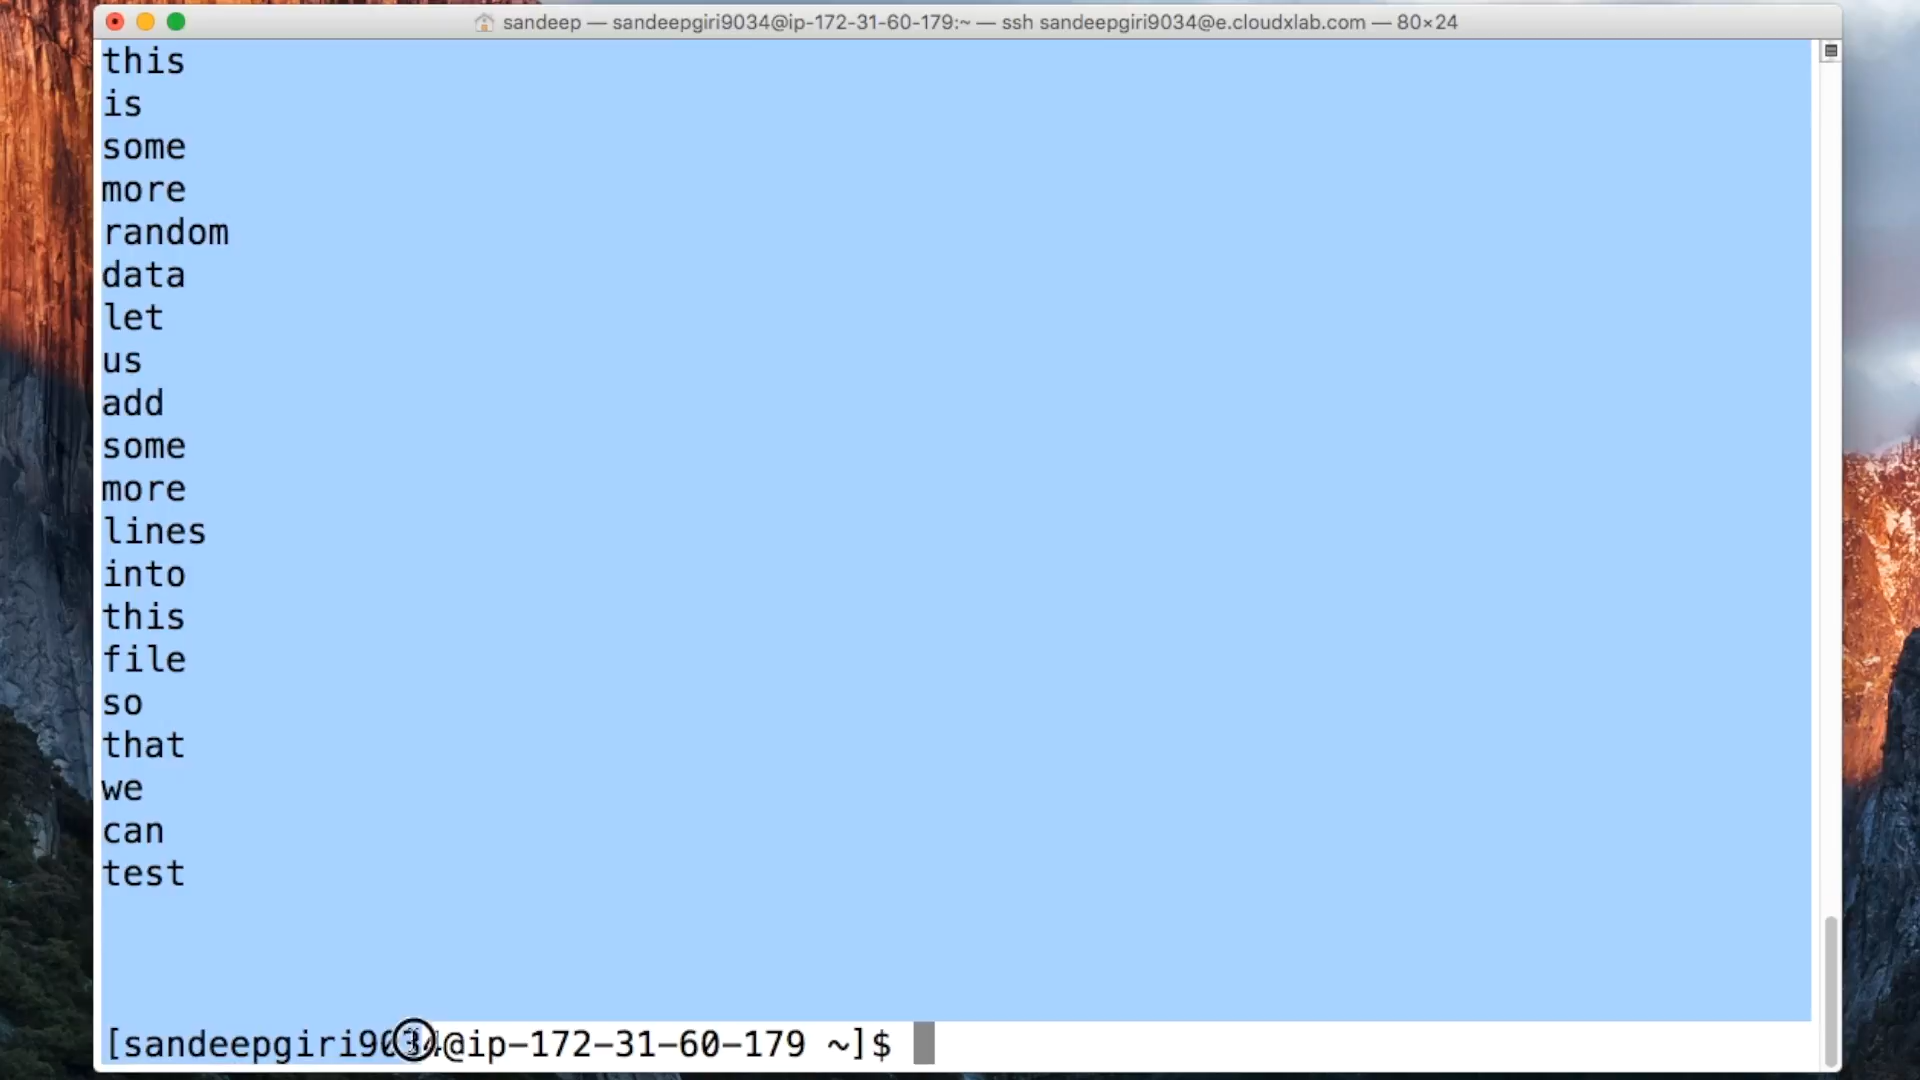 sandeep — sandeepgiri9034@ip-172-31-60-179:~ — ssh sandeepgiri9034@e.cloudxlab.com — 80×24
this
is
some
more
random
data
let
us
add
some
more
lines
into
this
file
so
that
we
can
test
[sandeepgiri9034@ip-172-31-60-179 ~]$